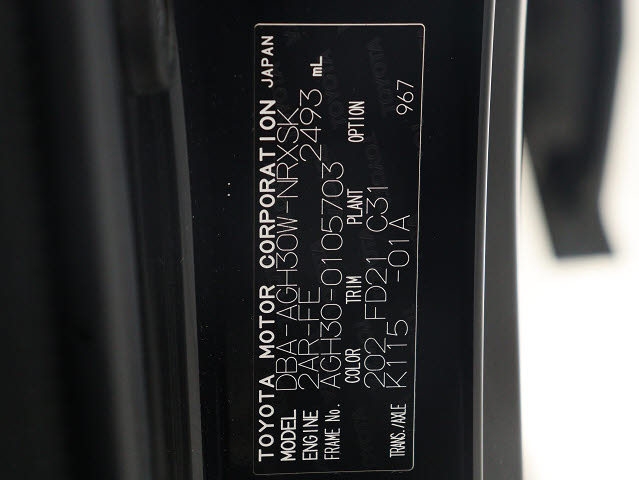 TOYOTA MOTOR CORPORATION JAPAN
MODEL DBA-AGH30W-NRXSK
ENGINE 2AR-FE 2493 mL
FRAME No. AGH30-0105703
COLOR TRIM PLANT OPTION
202 FD21 C31
TRANS./AXLE K115 -01A 967